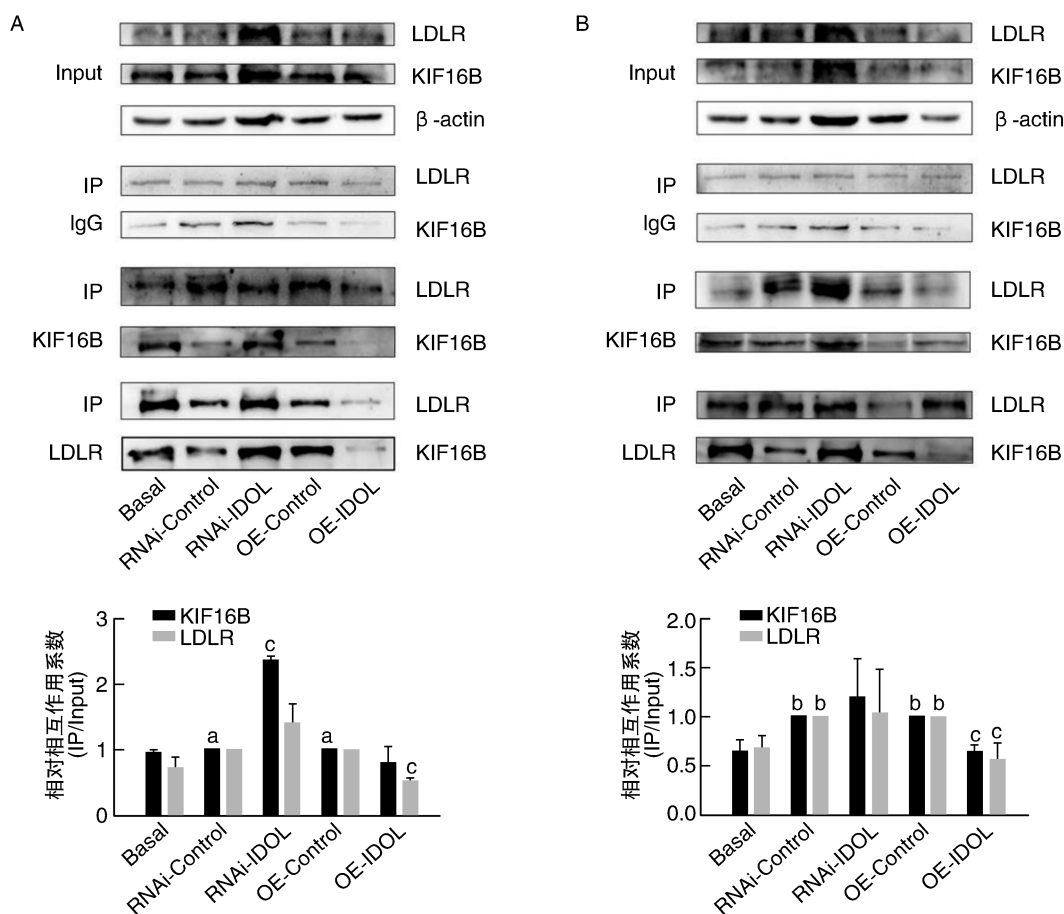 A
LDLR
Input
KIF16B
β-actin
IP
LDLR
IgG
KIF16B
IP
LDLR
KIF16B
KIF16B
IP
LDLR
LDLR
KIF16B
Basal
RNAi-Control
RNAi-IDOL
OE-Control
OE-IDOL
相对相互作用系数
(IP/Input)
KIF16B
LDLR
3
2
1
0
a
c
a
c
Basal
RNAi-Control
RNAi-IDOL
OE-Control
OE-IDOL
B
LDLR
Input
KIF16B
β-actin
IP
LDLR
IgG
KIF16B
IP
LDLR
KIF16B
KIF16B
IP
LDLR
LDLR
KIF16B
Basal
RNAi-Control
RNAi-IDOL
OE-Control
OE-IDOL
相对相互作用系数
(IP/Input)
KIF16B
LDLR
2.0
1.5
1.0
0.5
0.0
b b
b b
c c
Basal
RNAi-Control
RNAi-IDOL
OE-Control
OE-IDOL